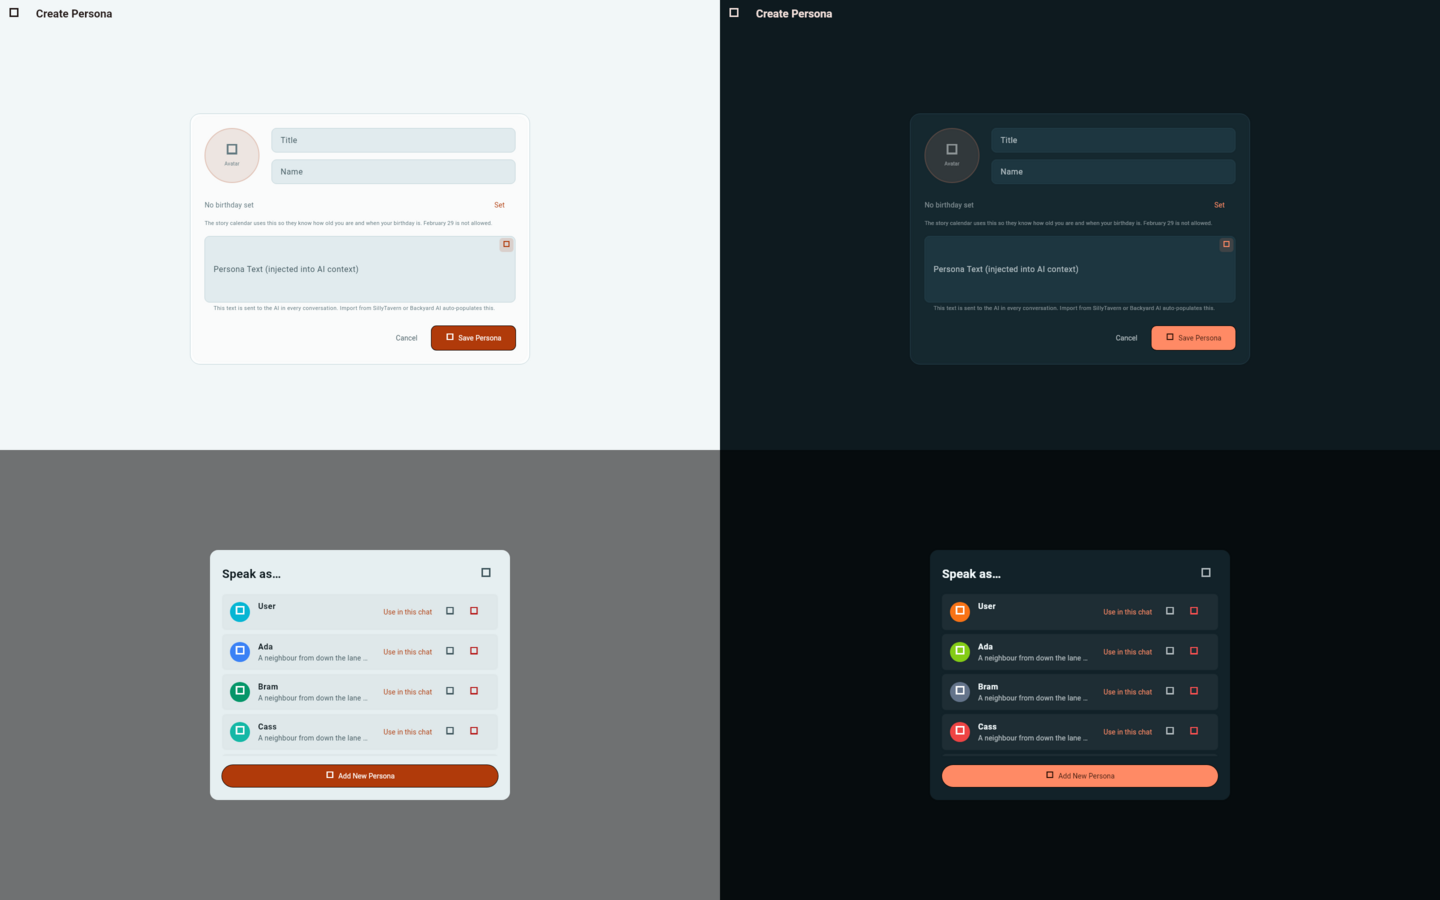 Create Persona
Avatar
Title
Name
No birthday set
Set
The story calendar uses this so they know how old you are and when your birthday is. February 29 is not allowed.
Persona Text (injected into AI context)
This text is sent to the AI in every conversation. Import from SillyTavern or Backyard AI auto-populates this.
Cancel
Save Persona
Create Persona
Avatar
Title
Name
No birthday set
Set
The story calendar uses this so they know how old you are and when your birthday is. February 29 is not allowed.
Persona Text (injected into AI context)
This text is sent to the AI in every conversation. Import from SillyTavern or Backyard AI auto-populates this.
Cancel
Save Persona
Speak as...
User
Use in this chat
Ada
A neighbour from down the lane ...
Use in this chat
Bram
A neighbour from down the lane ...
Use in this chat
Cass
A neighbour from down the lane ...
Use in this chat
Add New Persona
Speak as...
User
Use in this chat
Ada
A neighbour from down the lane ...
Use in this chat
Bram
A neighbour from down the lane ...
Use in this chat
Cass
A neighbour from down the lane ...
Use in this chat
Add New Persona